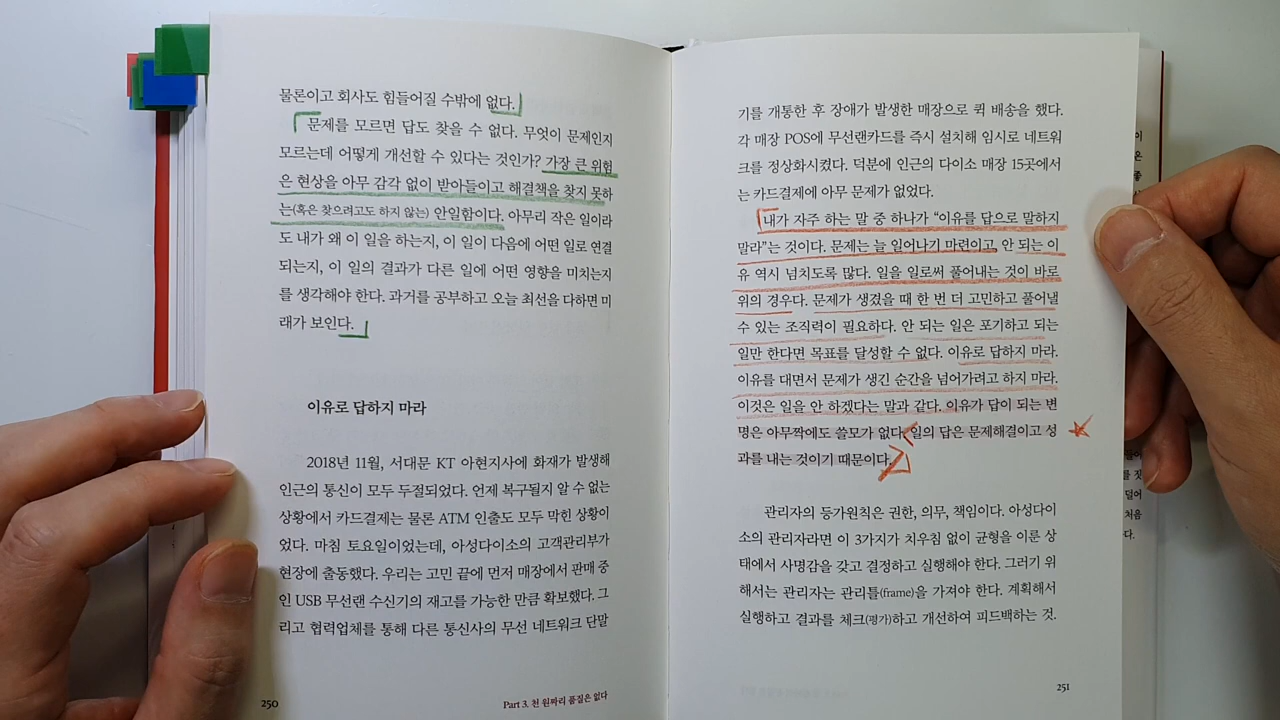 물론이고 회사도 힘들어질 수밖에 없다.
문제를 모르면 답도 찾을 수 없다. 무엇이 문제인지
모르는데 어떻게 개선할 수 있다는 것인가? 가장 큰 위험
은 현상을 아무 감각 없이 받아들이고 해결책을 찾지 못하
는(혹은 찾으려고도 하지 않는) 안일함이다. 아무리 작은 일이라
도 내가 왜 이 일을 하는지, 이 일이 다음에 어떤 일로 연결
되는지, 이 일의 결과가 다른 일에 어떤 영향을 미치는지
를 생각해야 한다. 과거를 공부하고 오늘 최선을 다하면 미
래가 보인다.
이유로 답하지 마라
2018년 11월, 서대문 KT 아현지사에 화재가 발생해
인근의 통신이 모두 두절되었다. 언제 복구될지 알 수 없는
상황에서 카드결제는 물론 ATM 인출도 모두 막힌 상황이
었다. 마침 토요일이었는데, 아성다이소의 고객관리부가
현장에 출동했다. 우리는 고민 끝에 먼저 매장에서 판매 중
인 USB 무선랜 수신기의 재고를 가능한 만큼 확보했다. 그
리고 협력업체를 통해 다른 통신사의 무선 네트워크 단말
250
Part 3. 천 원짜리 품질은 없다
기를 개통한 후 장애가 발생한 매장으로 퀵 배송을 했다.
각 매장 POS에 무선랜카드를 즉시 설치해 임시로 네트워
크를 정상화시켰다. 덕분에 인근의 다이소 매장 15곳에서
는 카드결제에 아무 문제가 없었다.
내가 자주 하는 말 중 하나가 “이유를 답으로 말하지
말라”는 것이다. 문제는 늘 일어나기 마련이고, 안 되는 이
유 역시 넘치도록 많다. 일을 일로써 풀어내는 것이 바로
위의 경우다. 문제가 생겼을 때 한 번 더 고민하고 풀어낼
수 있는 조직력이 필요하다. 안 되는 일은 포기하고 되는
일만 한다면 목표를 달성할 수 없다. 이유로 답하지 마라.
이유를 대면서 문제가 생긴 순간을 넘어가려고 하지 마라.
이것은 일을 안 하겠다는 말과 같다. 이유가 답이 되는 변
명은 아무짝에도 쓸모가 없다. 일의 답은 문제해결이고 성
과를 내는 것이기 때문이다.
관리자의 등가원칙은 권한, 의무, 책임이다. 아성다이
소의 관리자라면 이 3가지가 치우침 없이 균형을 이룬 상
태에서 사명감을 갖고 결정하고 실행해야 한다. 그러기 위
해서는 관리자는 관리틀(frame)을 가져야 한다. 계획해서
실행하고 결과를 체크(평가)하고 개선하여 피드백하는 것.
251